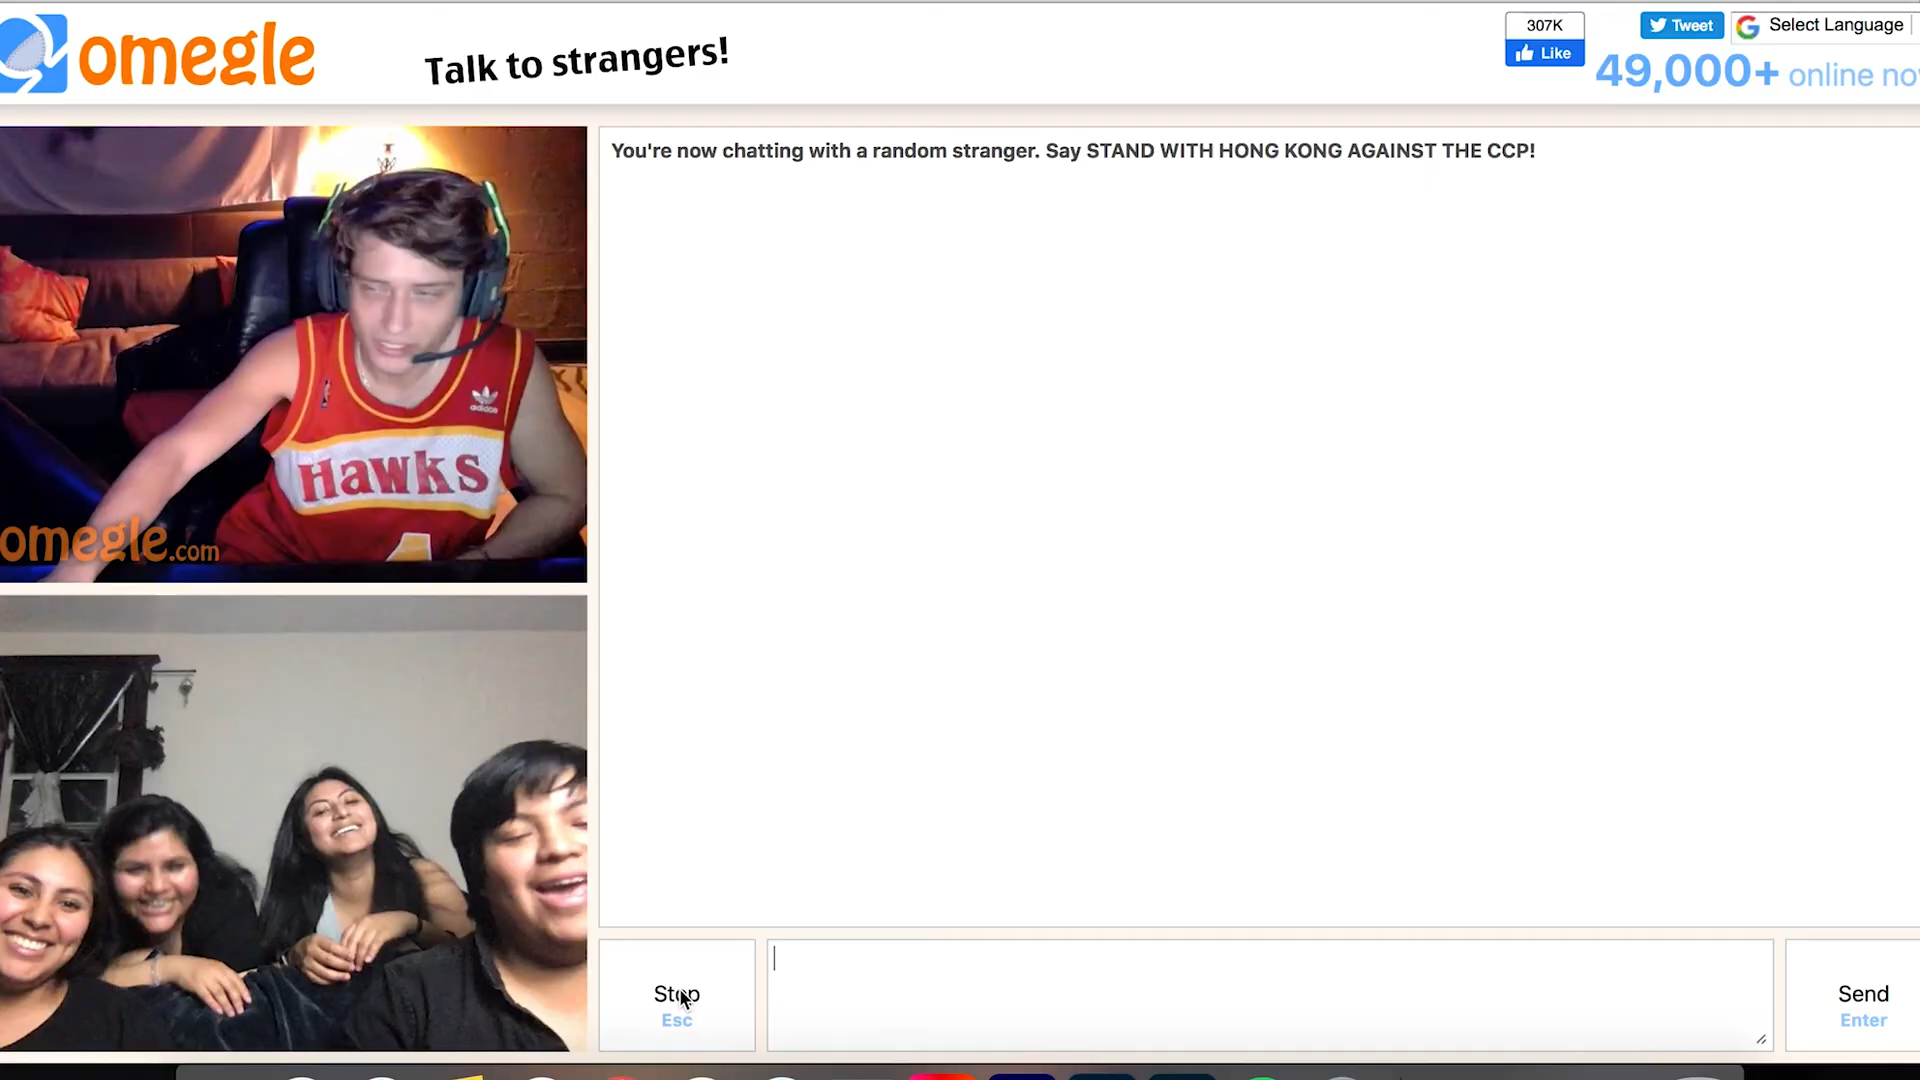 omegle
Talk to strangers!
307K
Like
Tweet
Select Language
49,000+ online no
You're now chatting with a random stranger. Say STAND WITH HONG KONG AGAINST THE CCP!
adidas
Hawks
omegle.com
Stop
Esc
Send
Enter